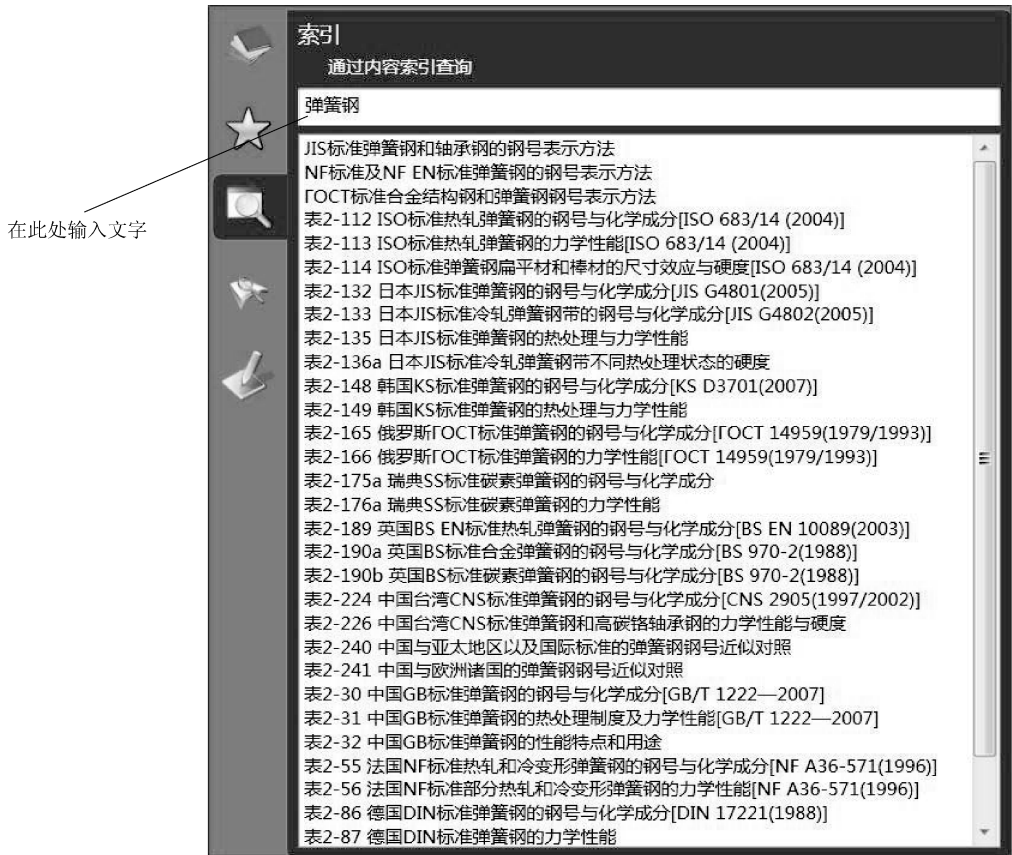 索引
通过内容索引查询
弹簧钢
在此处输入文字
JIS标准弹簧钢和轴承钢的钢号表示方法
NF标准及NF EN标准弹簧钢的钢号表示方法
ГОСТ标准合金结构钢和弹簧钢钢号表示方法
表2-112 ISO标准热轧弹簧钢的钢号与化学成分[ISO 683/14 (2004)]
表2-113 ISO标准热轧弹簧钢的力学性能[ISO 683/14 (2004)]
表2-114 ISO标准弹簧钢扁平材和棒材的尺寸效应与硬度[ISO 683/14 (2004)]
表2-132 日本JIS标准弹簧钢的钢号与化学成分[JIS G4801(2005)]
表2-133 日本JIS标准冷轧弹簧钢带的钢号与化学成分[JIS G4802(2005)]
表2-135 日本JIS标准弹簧钢的热处理与力学性能
表2-136a 日本JIS标准冷轧弹簧钢带不同热处理状态的硬度
表2-148 韩国KS标准弹簧钢的钢号与化学成分[KS D3701(2007)]
表2-149 韩国KS标准弹簧钢的热处理与力学性能
表2-165 俄罗斯ГОСТ标准弹簧钢的钢号与化学成分[ГОСТ 14959(1979/1993)]
表2-166 俄罗斯ГОСТ标准弹簧钢的力学性能[ГОСТ 14959(1979/1993)]
表2-175a 瑞典SS标准碳素弹簧钢的钢号与化学成分
表2-176a 瑞典SS标准碳素弹簧钢的力学性能
表2-189 英国BS EN标准热轧弹簧钢的钢号与化学成分[BS EN 10089(2003)]
表2-190a 英国BS标准合金弹簧钢的钢号与化学成分[BS 970-2(1988)]
表2-190b 英国BS标准碳素弹簧钢的钢号与化学成分[BS 970-2(1988)]
表2-224 中国台湾CNS标准弹簧钢的钢号与化学成分[CNS 2905(1997/2002)]
表2-226 中国台湾CNS标准弹簧钢和高碳铬轴承钢的力学性能与硬度
表2-240 中国与亚太地区以及国际标准的弹簧钢钢号近似对照
表2-241 中国与欧洲诸国的弹簧钢钢号近似对照
表2-30 中国GB标准弹簧钢的钢号与化学成分[GB/T 1222—2007]
表2-31 中国GB标准弹簧钢的热处理制度及力学性能[GB/T 1222—2007]
表2-32 中国GB标准弹簧钢的性能特点和用途
表2-55 法国NF标准热轧和冷变形弹簧钢的钢号与化学成分[NF A36-571(1996)]
表2-56 法国NF标准部分热轧和冷变形弹簧钢的力学性能[NF A36-571(1996)]
表2-86 德国DIN标准弹簧钢的钢号与化学成分[DIN 17221(1988)]
表2-87 德国DIN标准弹簧钢的力学性能